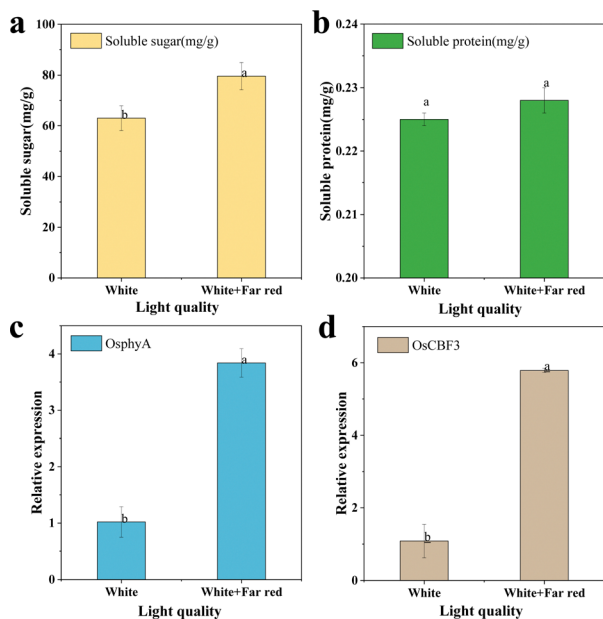 a
Soluble sugar(mg/g)
100
80
60
40
20
0
Soluble sugar(mg/g)
b
a
White
White+Far red
Light quality
b
Soluble protein(mg/g)
0.24
0.23
0.22
0.21
0.20
Soluble protein(mg/g)
a
a
White
White+Far red
Light quality
c
OsphyA
4
3
2
1
0
Relative expression
b
a
White
White+Far red
Light quality
d
OsCBF3
6
4
2
0
Relative expression
b
a
White
White+Far red
Light quality